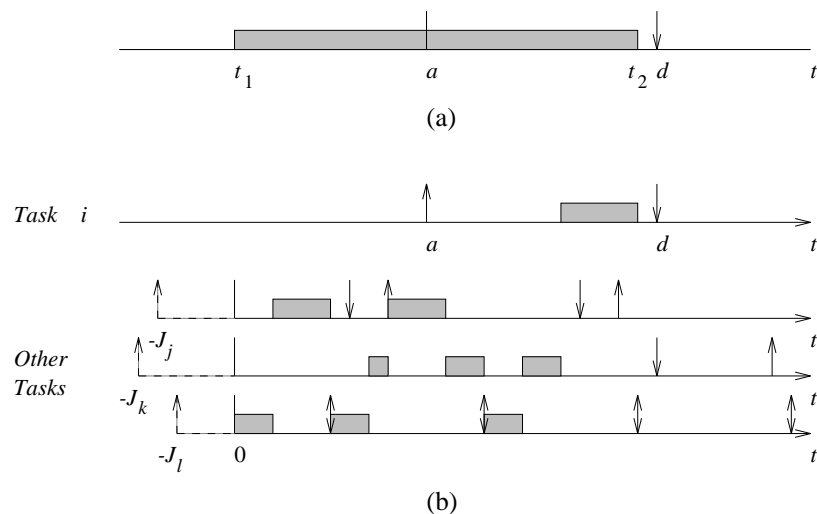 t1 a t2 d t
(a)
Task i
a d t
-Jj t
Other
Tasks
-Jk t
-Jl 0 t
(b)